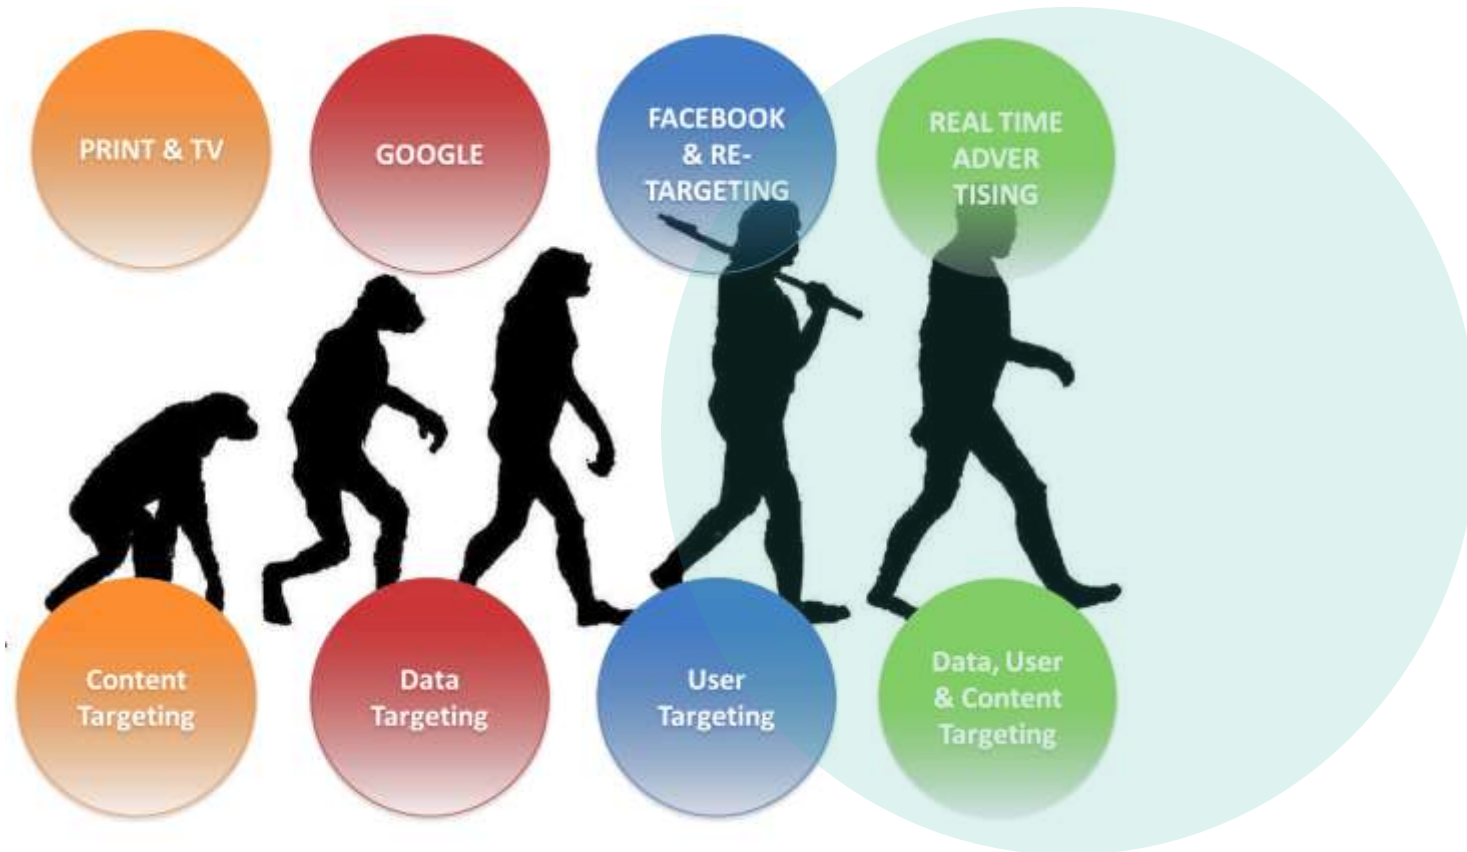 PRINT & TV
GOOGLE
FACEBOOK
& RE-
TARGETING
REAL TIME
ADVER
TISING
Content
Targeting
Data
Targeting
User
Targeting
Data, User
& Content
Targeting